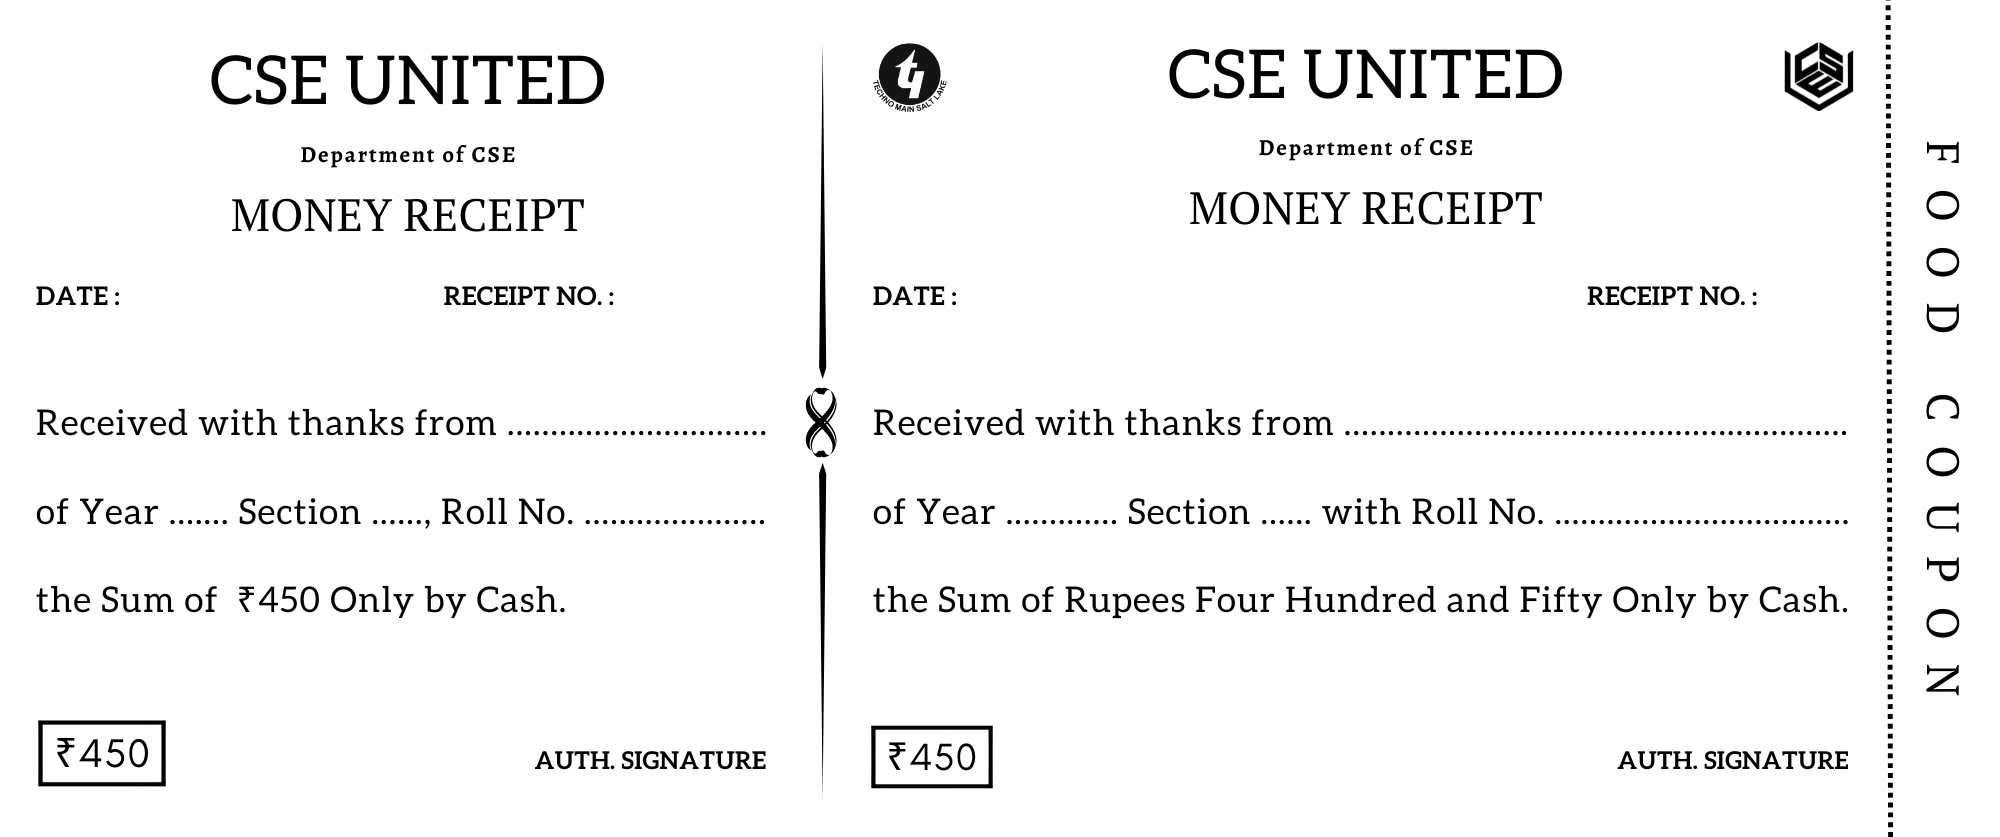 CSE UNITED
Department of CSE
MONEY RECEIPT
DATE :
RECEIPT NO. :
Received with thanks from ..............................
of Year ....... Section ......, Roll No. .....................
the Sum of ₹450 Only by Cash.
₹450
AUTH. SIGNATURE
TECHNO MAIN SALT LAKE
CSE UNITED
CSE
Department of CSE
MONEY RECEIPT
DATE :
RECEIPT NO. :
Received with thanks from ..........................................................
of Year ............. Section ...... with Roll No. ..................................
the Sum of Rupees Four Hundred and Fifty Only by Cash.
₹450
AUTH. SIGNATURE
FOOD COUPON